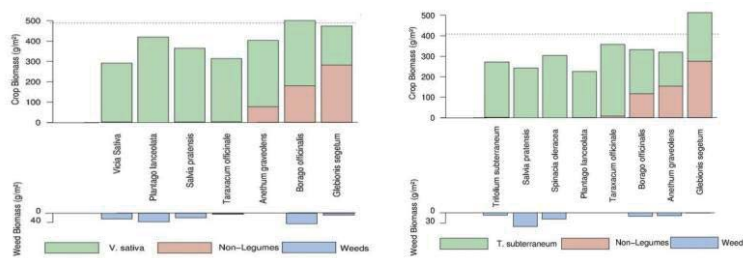 Crop Biomass (g/m²)
500
400
300
200
100
0
Vicia Sativa
Plantago lanceolata
Salvia pratensis
Taraxacum officinale
Anethum graveolens
Borago officinalis
Glebionis segetum
Weed Biomass (g/m²)
0
40
V. sativa
Non-Legumes
Weeds
Crop Biomass (g/m²)
500
400
300
200
100
0
Trifolium subterraneum
Salvia pratensis
Spinacia oleracea
Plantago lanceolata
Taraxacum officinale
Borago officinalis
Anethum graveolens
Glebionis segetum
Weed Biomass (g/m²)
0
30
T. subterraneum
Non-Legumes
Weed